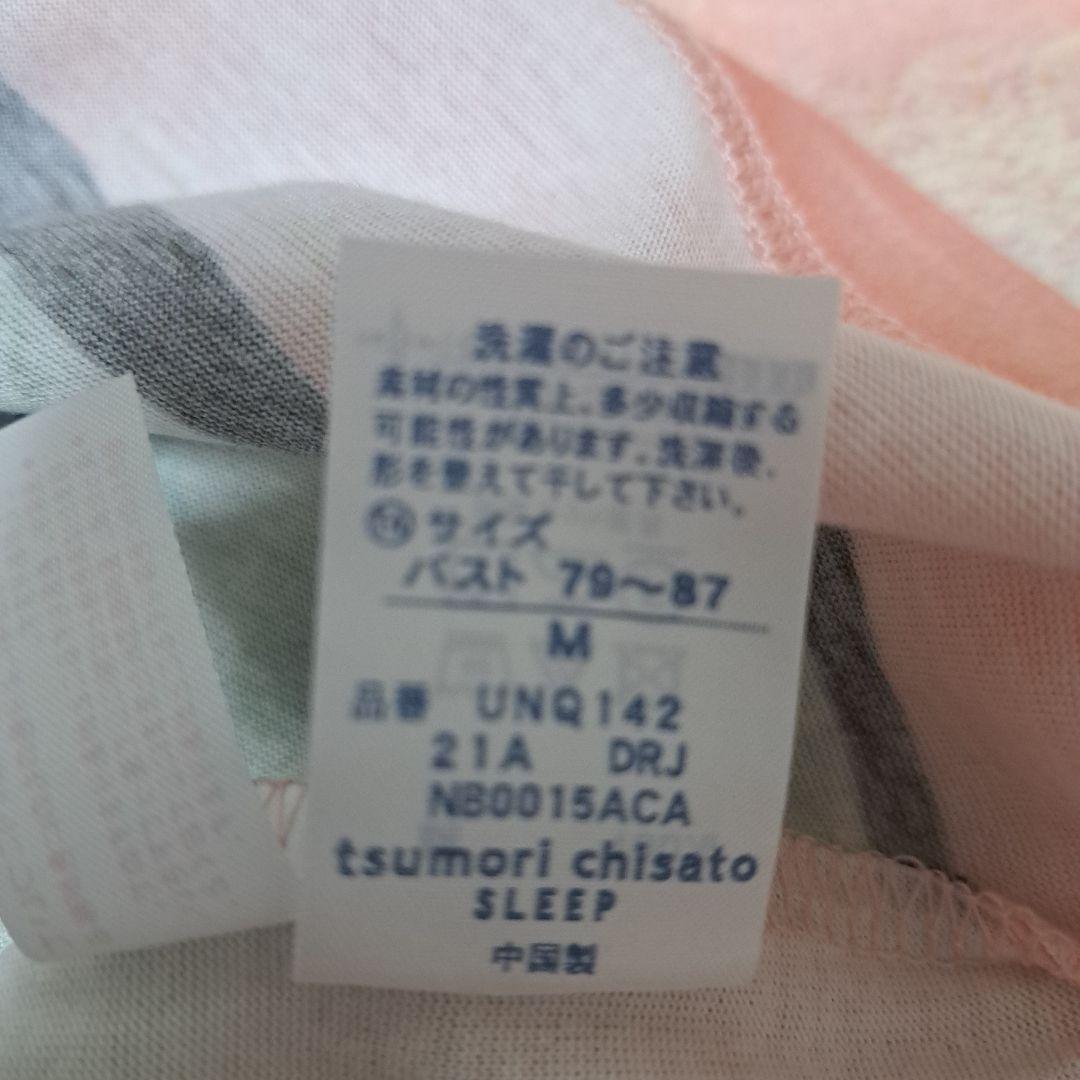 洗濯のご注意
素材の性質上、多少収縮する
可能性があります。洗濯後、
形を整えて干して下さい。
サイズ
バスト 79〜87
M
品番 UNQ142
21A DRJ
NB0015ACA
tsumori chisato
SLEEP
中国製